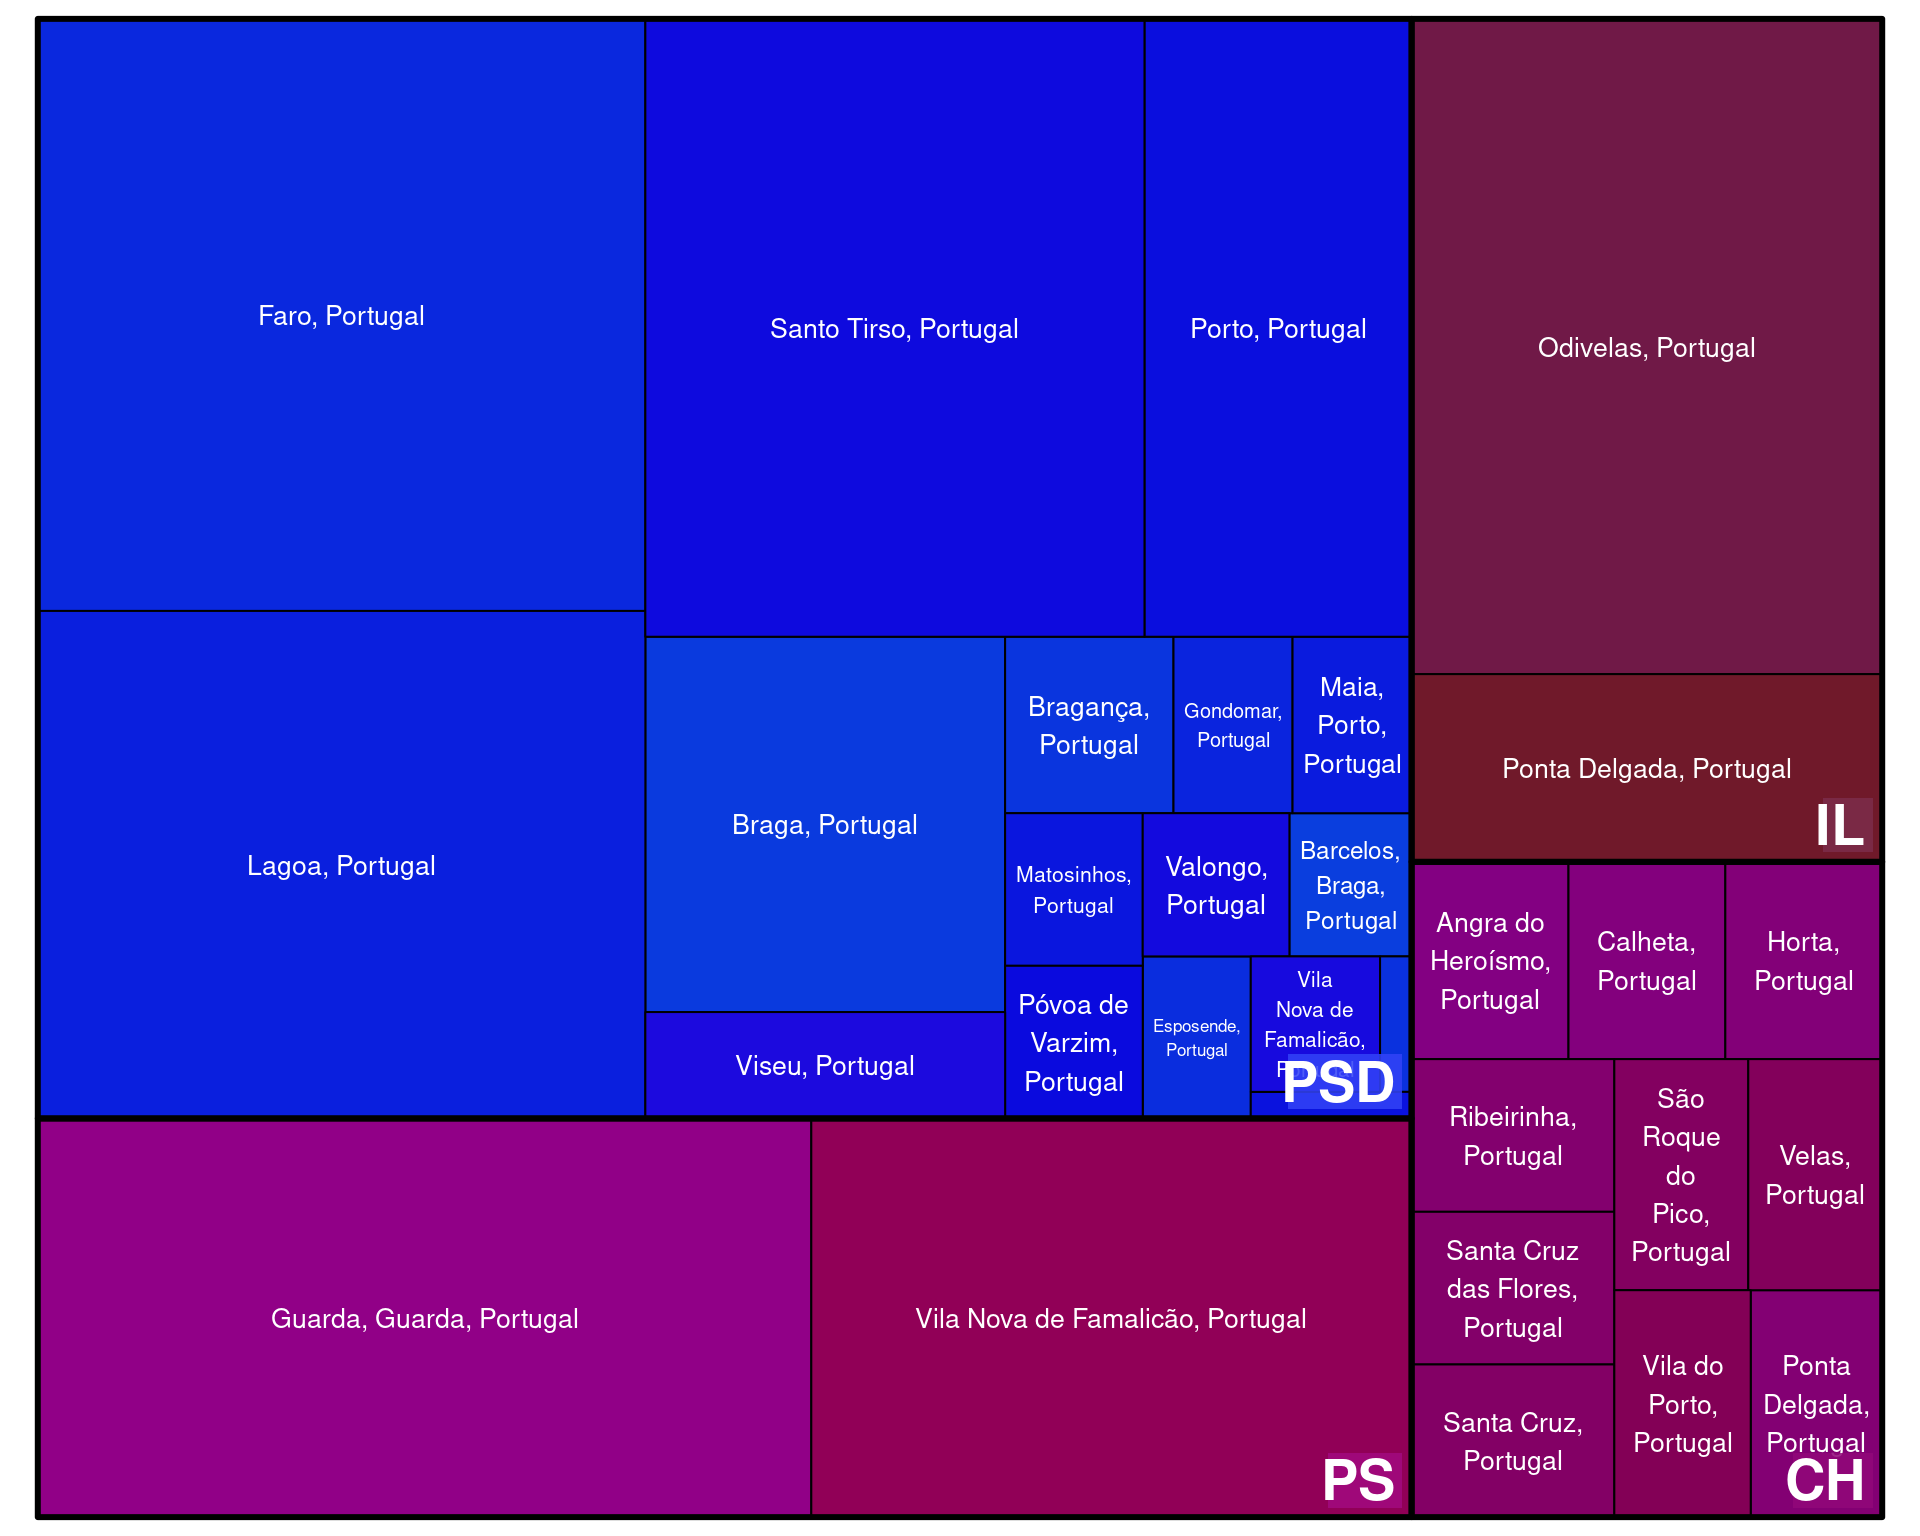 Faro, Portugal
Santo Tirso, Portugal
Porto, Portugal
Odivelas, Portugal
Lagoa, Portugal
Braga, Portugal
Bragança,
Portugal
Gondomar,
Portugal
Maia,
Porto,
Portugal
Ponta Delgada, Portugal
IL
Matosinhos,
Portugal
Valongo,
Portugal
Barcelos,
Braga,
Portugal
Viseu, Portugal
Póvoa de
Varzim,
Portugal
Esposende,
Portugal
Vila
Nova de
Famalicão,
PSD
Angra do
Heroísmo,
Portugal
Calheta,
Portugal
Horta,
Portugal
Ribeirinha,
Portugal
São
Roque
do
Pico,
Portugal
Velas,
Portugal
Santa Cruz
das Flores,
Portugal
Santa Cruz,
Portugal
Vila do
Porto,
Portugal
Ponta
Delgada,
Portugal
CH
Guarda, Guarda, Portugal
Vila Nova de Famalicão, Portugal
PS